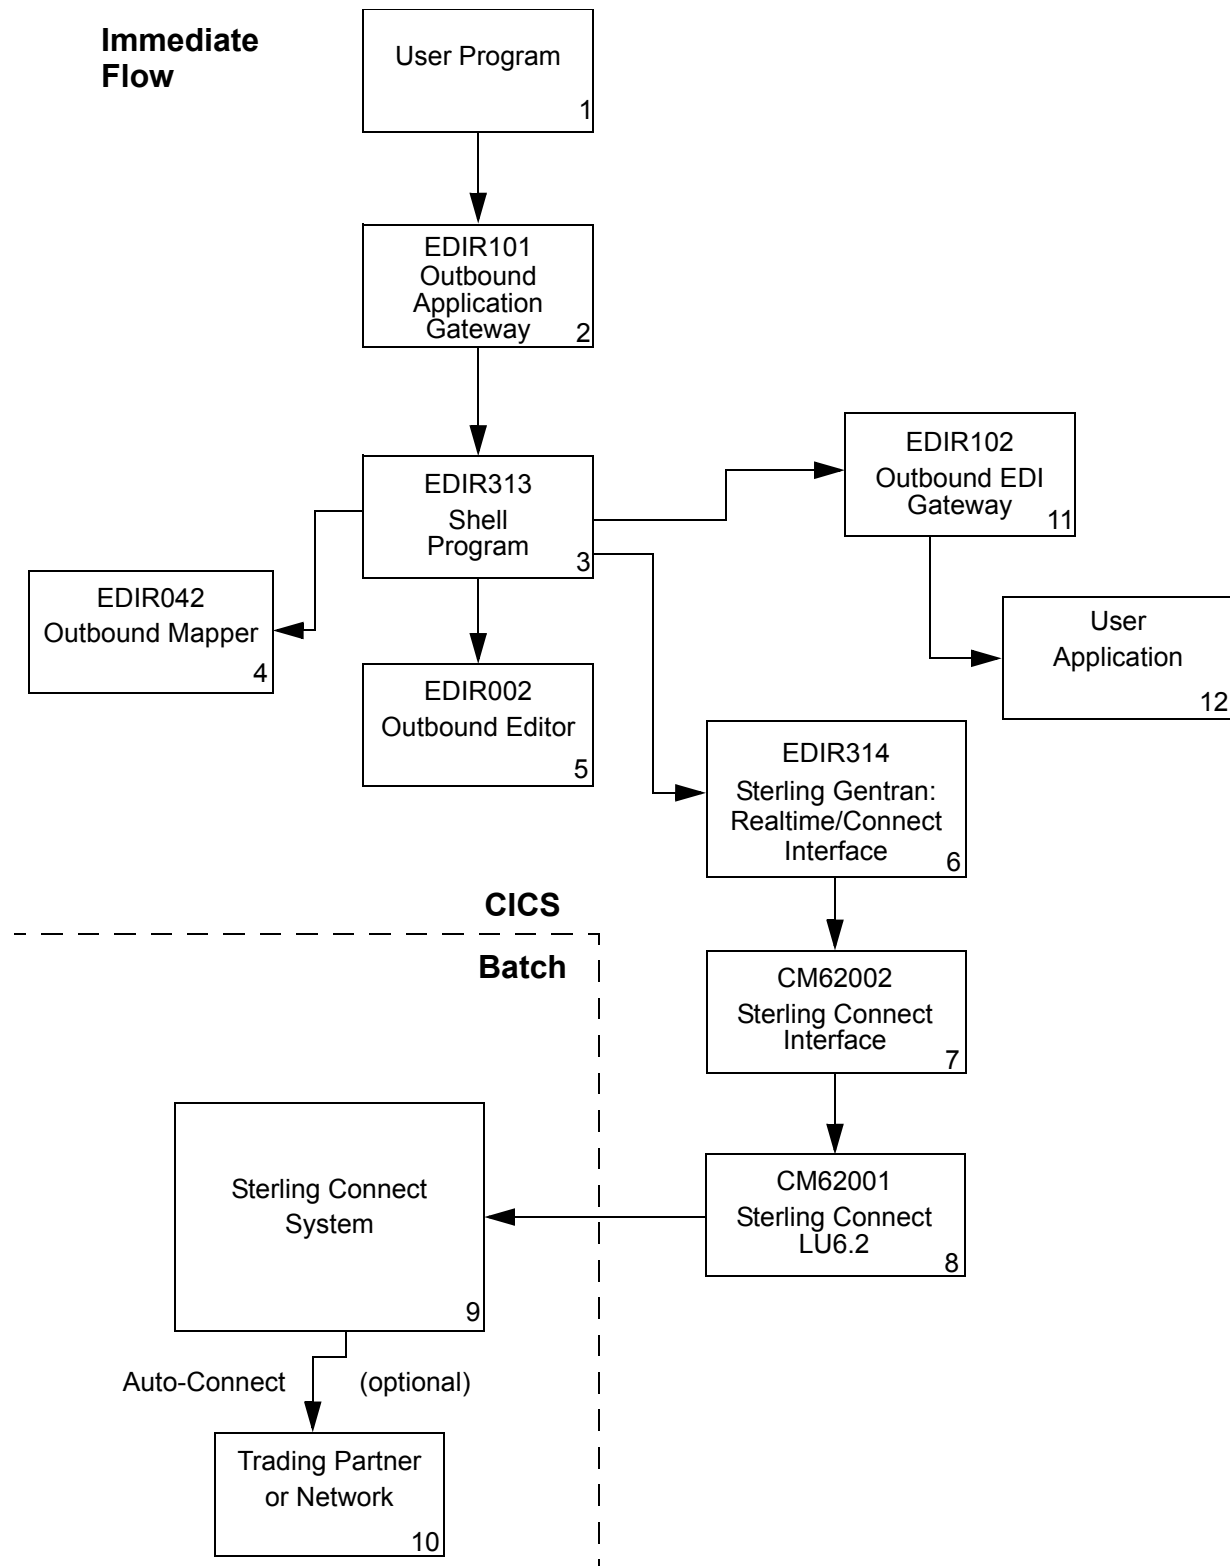 Immediate
Flow
User Program
1
EDIR101
Outbound
Application
Gateway
2
EDIR313
Shell
Program
3
EDIR102
Outbound EDI
Gateway
11
EDIR042
Outbound Mapper
4
User
Application
12
EDIR002
Outbound Editor
5
EDIR314
Sterling Gentran:
Realtime/Connect
Interface
6
CICS
Batch
CM62002
Sterling Connect
Interface
7
CM62001
Sterling Connect
LU6.2
8
Sterling Connect
System
9
Auto-Connect (optional)
Trading Partner
or Network
10